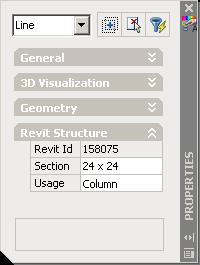 Line
General
3D Visualization
Geometry
Revit Structure
Revit Id 158075
Section 24 x 24
Usage Column
PROPERTIES